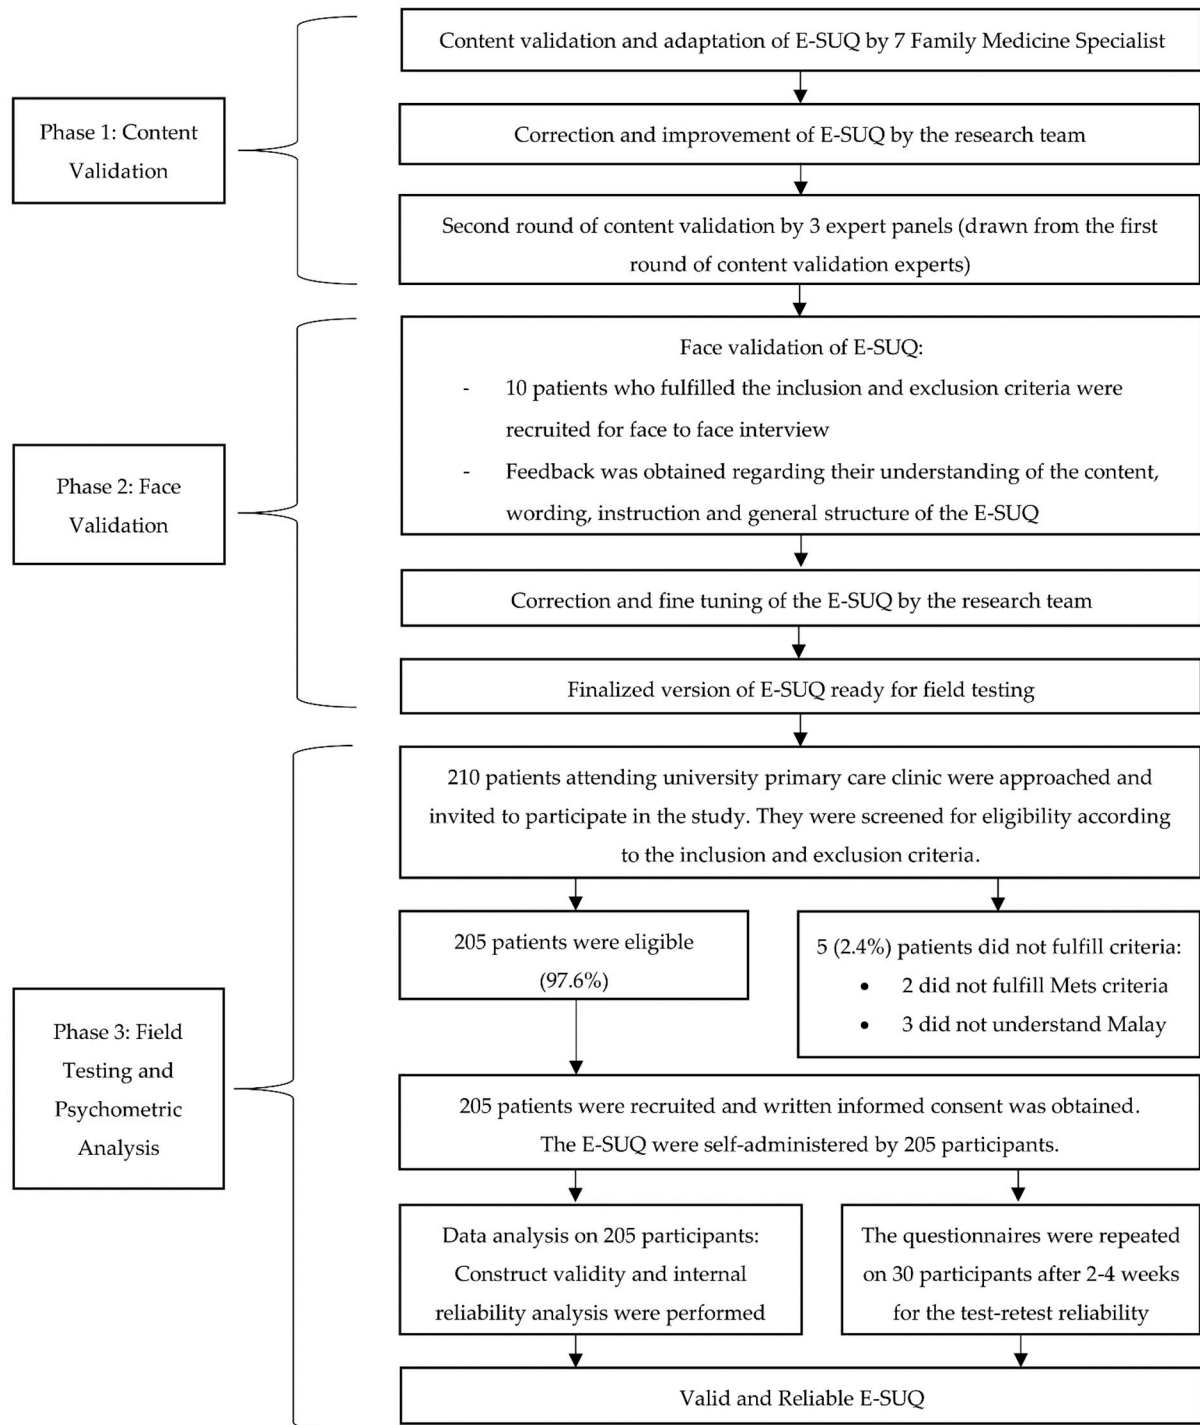 Content validation and adaptation of E-SUQ by 7 Family Medicine Specialist
Phase 1: Content
Validation
Correction and improvement of E-SUQ by the research team
Second round of content validation by 3 expert panels (drawn from the first
round of content validation experts)
Phase 2: Face
Validation
Face validation of E-SUQ:
- 10 patients who fulfilled the inclusion and exclusion criteria were
recruited for face to face interview
- Feedback was obtained regarding their understanding of the content,
wording, instruction and general structure of the E-SUQ
Correction and fine tuning of the E-SUQ by the research team
Finalized version of E-SUQ ready for field testing
Phase 3: Field
Testing and
Psychometric
Analysis
210 patients attending university primary care clinic were approached and
invited to participate in the study. They were screened for eligibility according
to the inclusion and exclusion criteria.
205 patients were eligible
(97.6%)
5 (2.4%) patients did not fulfill criteria:
• 2 did not fulfill Mets criteria
• 3 did not understand Malay
205 patients were recruited and written informed consent was obtained.
The E-SUQ were self-administered by 205 participants.
Data analysis on 205 participants:
Construct validity and internal
reliability analysis were performed
The questionnaires were repeated
on 30 participants after 2-4 weeks
for the test-retest reliability
Valid and Reliable E-SUQ